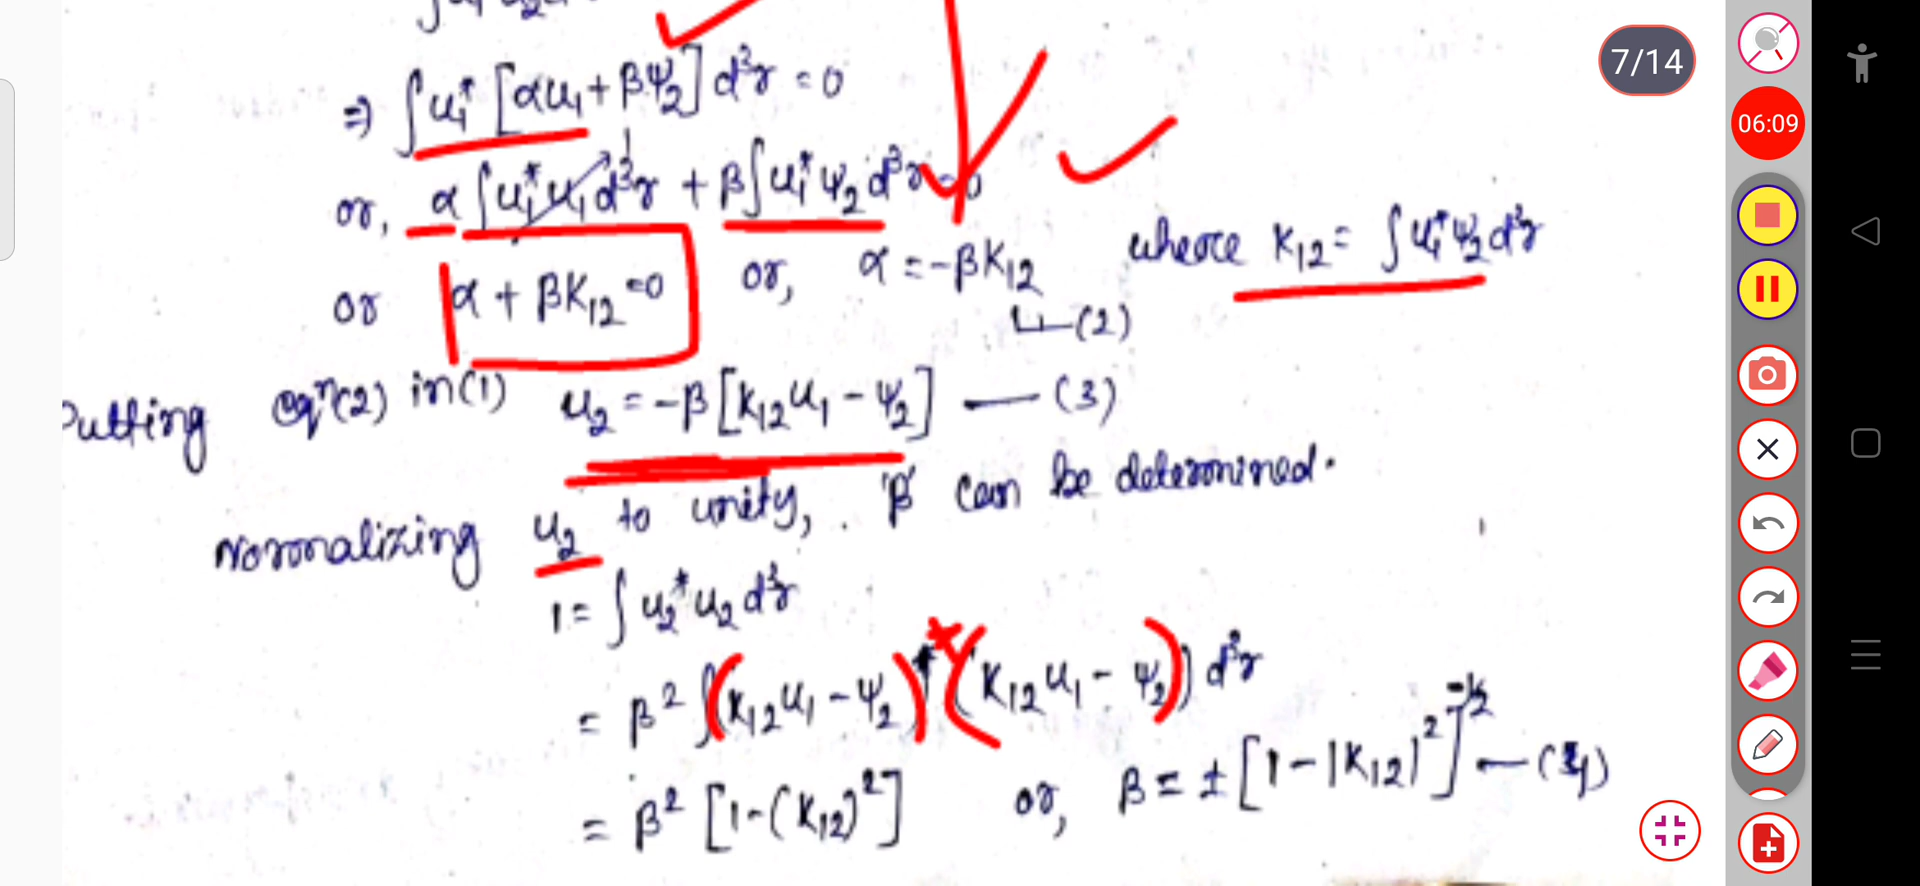 7/14
⇒ ∫u₁* [αu₁ + βψ₂] d³r = 0
06:09
or, α ∫u₁* u₁ d³r + β∫u₁* ψ₂ d³r = 0
or α + βK₁₂ = 0 or, α = -βK₁₂ where K₁₂ = ∫u₁* ψ₂ d³r
(2)
Putting eqⁿ(2) in (1) u₂ = -β [K₁₂u₁ - ψ₂] — (3)
Normalizing u₂ to unity, 'β' can be determined.
1 = ∫ u₂* u₂ d³r
= β² ∫(K₁₂u₁ - ψ₂)* (K₁₂u₁ - ψ₂) d³r
= β² [1-(K₁₂)²] or, β = ± [1-|K₁₂|²]^-½ — (4)